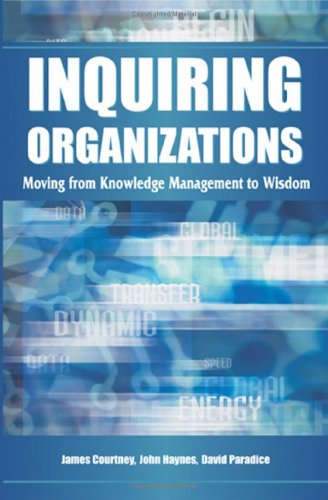 INQUIRING
ORGANIZATIONS
Moving from Knowledge Management to Wisdom
DATA
GLOBAL
TRANSFER
DYNAMIC
DATA
SPEED
GLOBAL
ENERGY
James Courtney, John Haynes, David Paradice